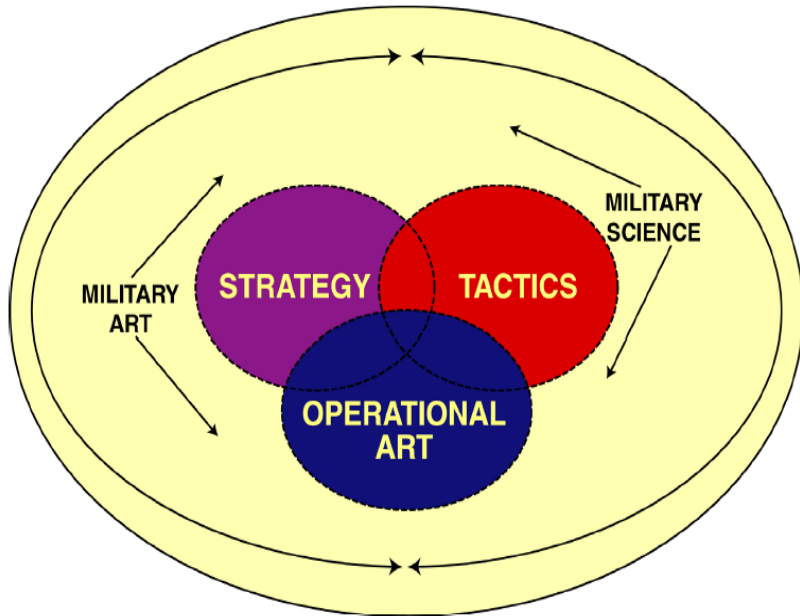 MILITARY
SCIENCE
STRATEGY
TACTICS
MILITARY
ART
OPERATIONAL
ART